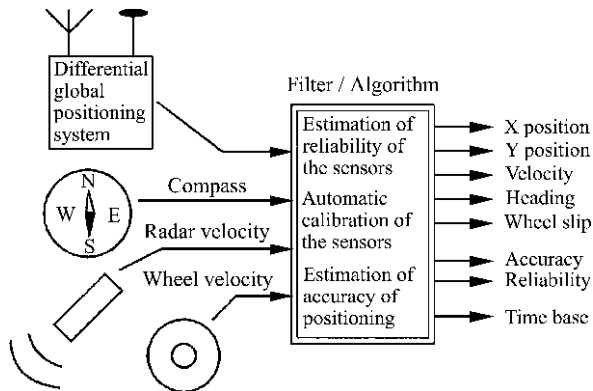 Differential
global
positioning
system
Filter / Algorithm
Estimation of
reliability of
the sensors
Automatic
calibration of
the sensors
Estimation of
accuracy of
positioning
N
W E
S
Compass
Radar velocity
Wheel velocity
X position
Y position
Velocity
Heading
Wheel slip
Accuracy
Reliability
Time base